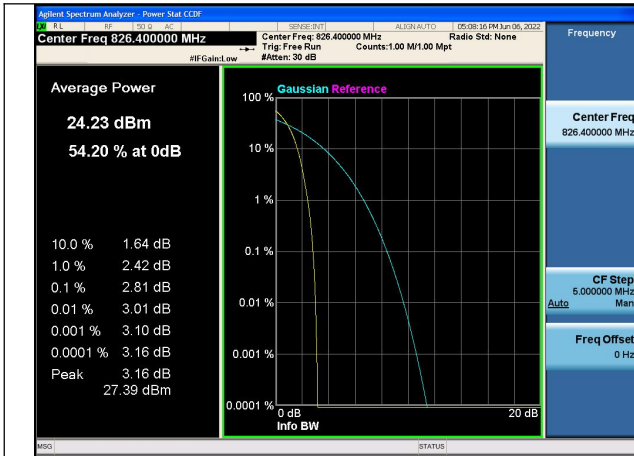 Agilent Spectrum Analyzer - Power Stat CCDF
RL RF 50 Ω AC SENSE:INT ALIGN AUTO 05:08:16 PM Jun 06, 2022
Center Freq 826.400000 MHz
Center Freq: 826.400000 MHz Radio Std: None
Trig: Free Run Counts:1.00 M/1.00 Mpt
#IFGain:Low #Atten: 30 dB
Frequency
Average Power
24.23 dBm
54.20 % at 0dB
10.0 % 1.64 dB
1.0 % 2.42 dB
0.1 % 2.81 dB
0.01 % 3.01 dB
0.001 % 3.10 dB
0.0001 % 3.16 dB
Peak 3.16 dB
27.39 dBm
Gaussian Reference
100 %
10 %
1 %
0.1 %
0.01 %
0.001 %
0.0001 %
0 dB 20 dB
Info BW
Center Freq
826.400000 MHz
CF Step
5.000000 MHz
Auto Man
Freq Offset
0 Hz
MSG STATUS